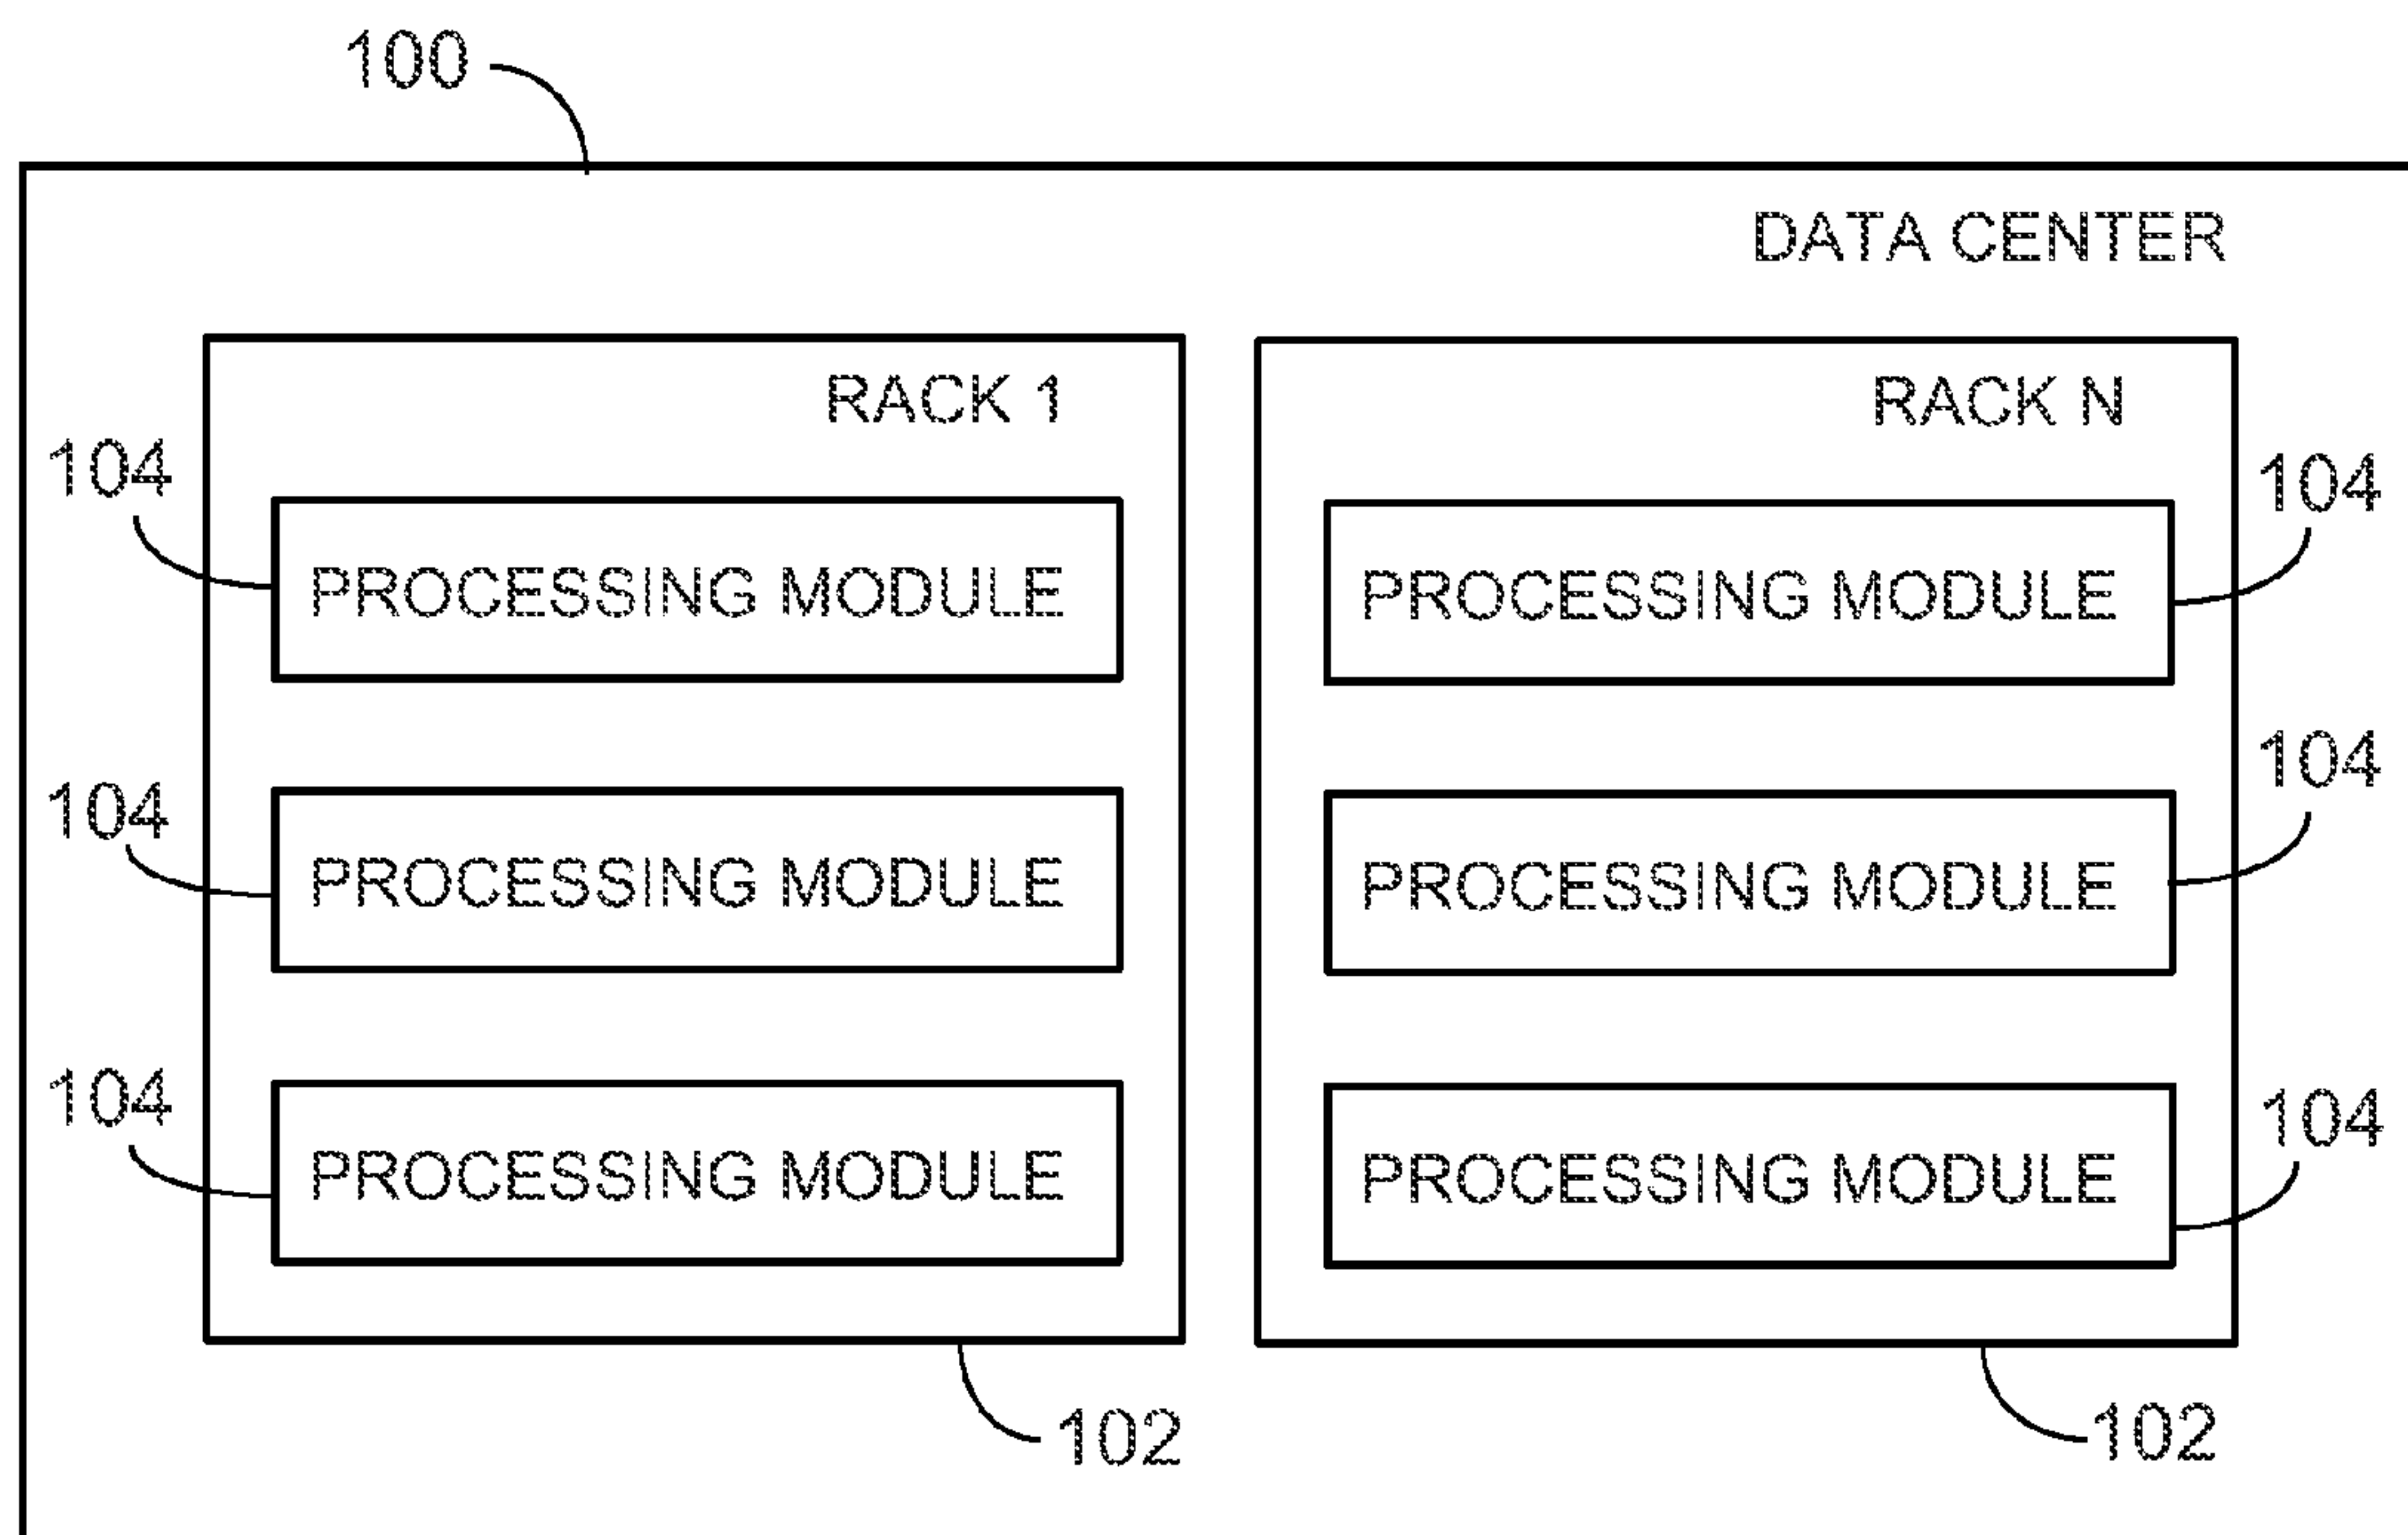 100
DATA CENTER
RACK 1
RACK N
104
PROCESSING MODULE
PROCESSING MODULE
104
104
PROCESSING MODULE
PROCESSING MODULE
104
104
PROCESSING MODULE
PROCESSING MODULE
104
102
102